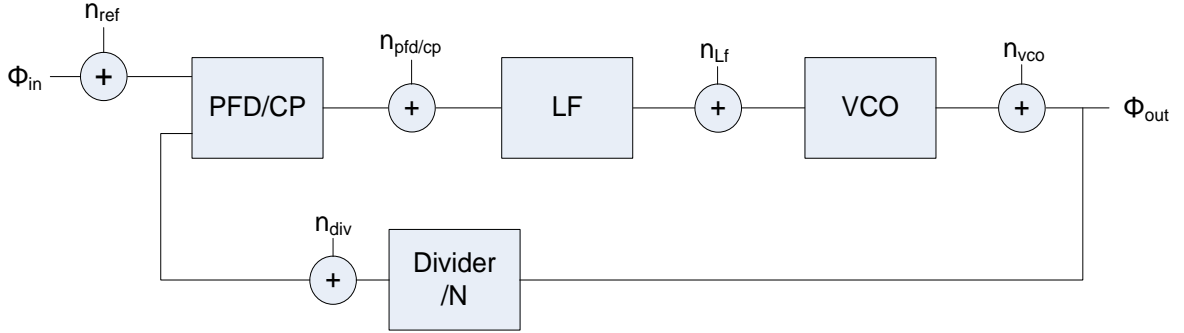 n_ref
Φ_in
+
PFD/CP
n_pfd/cp
+
LF
n_Lf
+
VCO
n_vco
+
Φ_out
n_div
+
Divider
/N